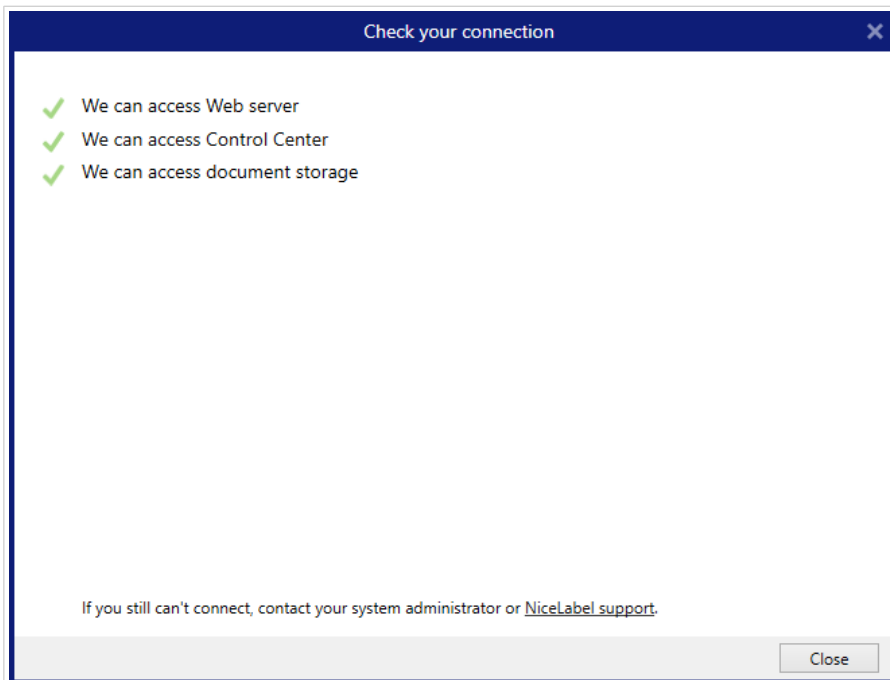 Check your connection
We can access Web server
We can access Control Center
We can access document storage
If you still can't connect, contact your system administrator or NiceLabel support.
Close